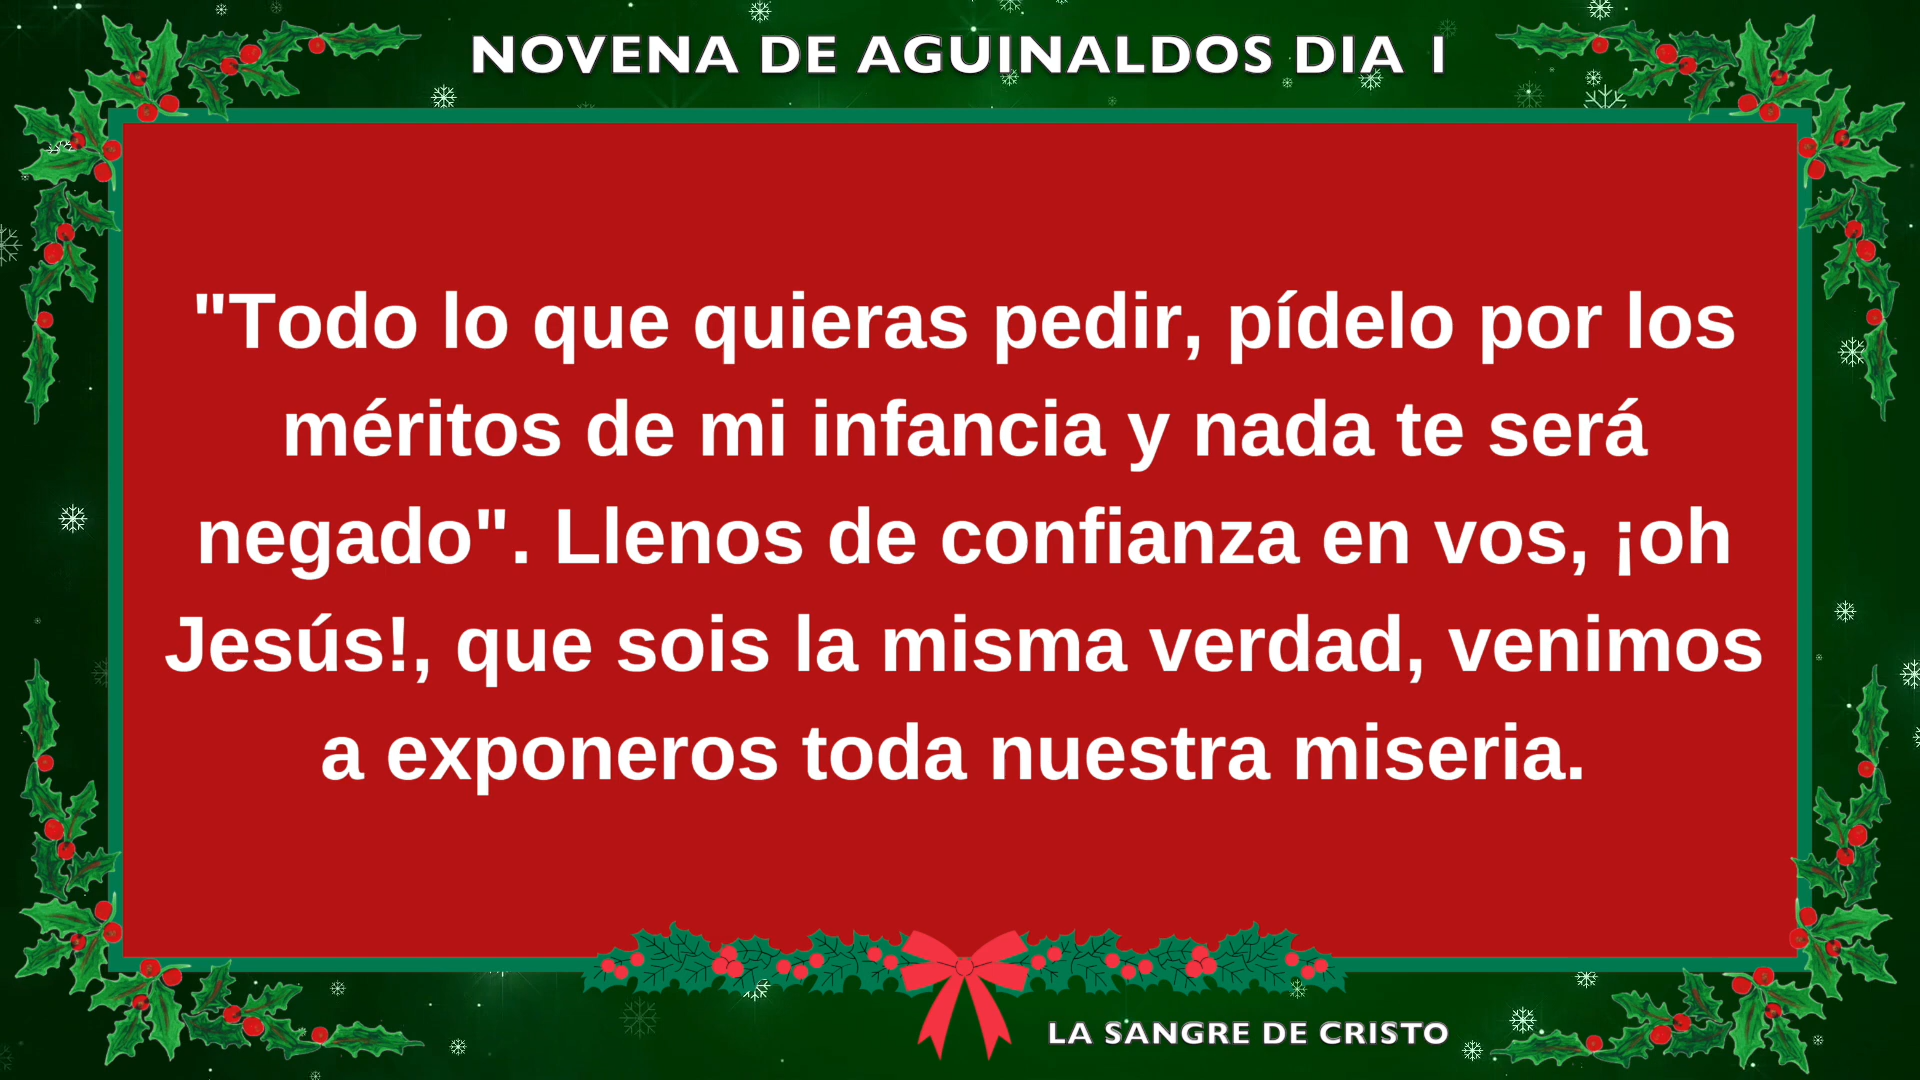 NOVENA DE AGUINALDOS DIA 1
"Todo lo que quieras pedir, pídelo por los
méritos de mi infancia y nada te será
negado". Llenos de confianza en vos, ¡oh
Jesús!, que sois la misma verdad, venimos
a exponeros toda nuestra miseria.
LA SANGRE DE CRISTO